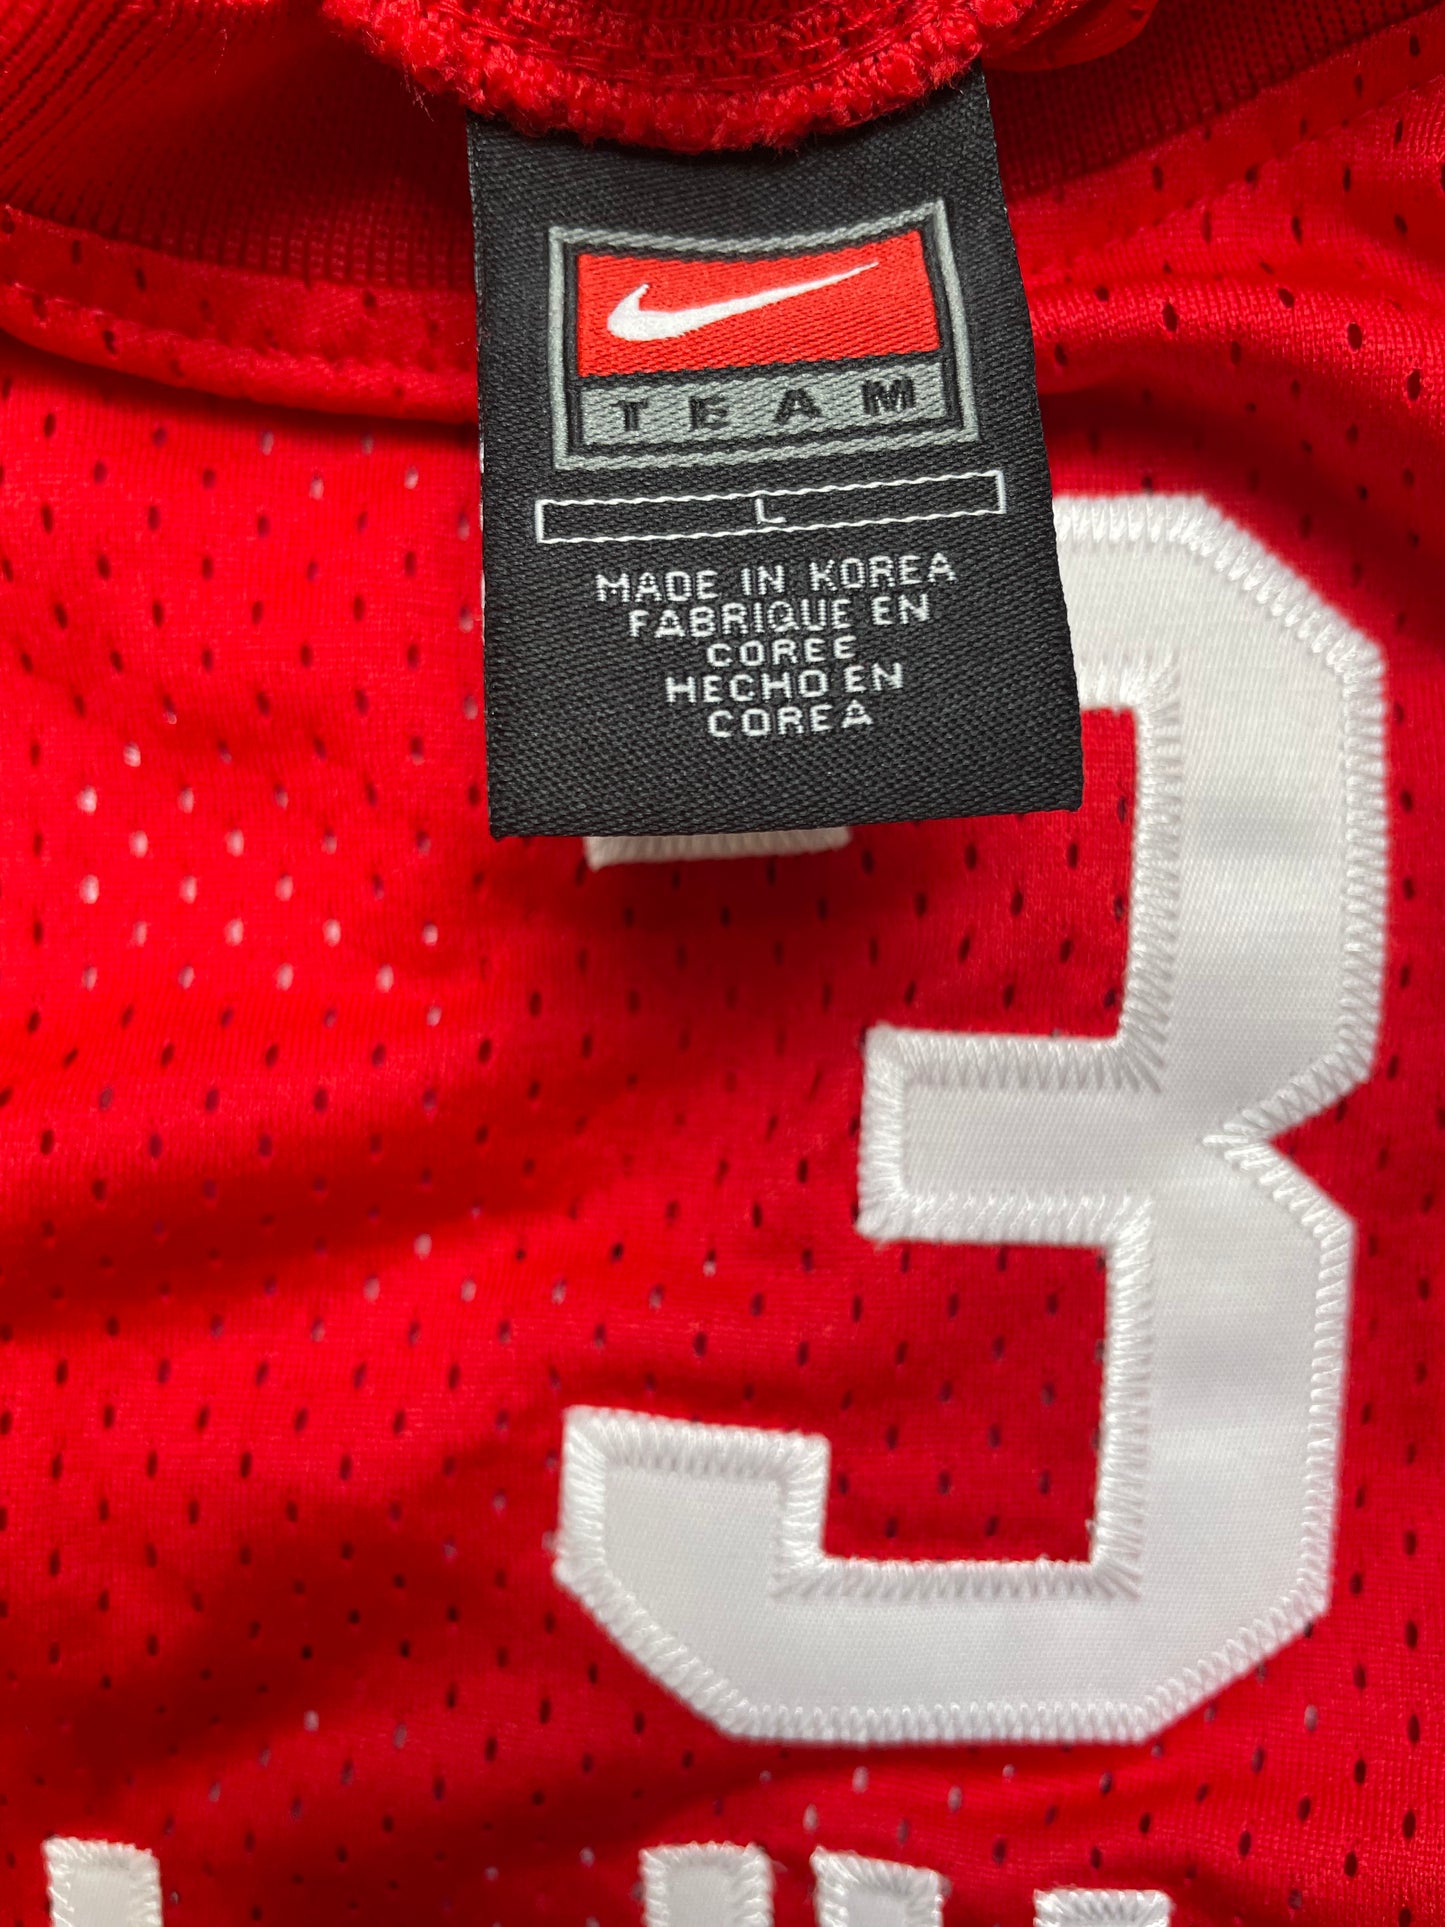 TEAM
L
MADE IN KOREA
FABRIQUE EN
COREE
HECHO EN
COREA
3